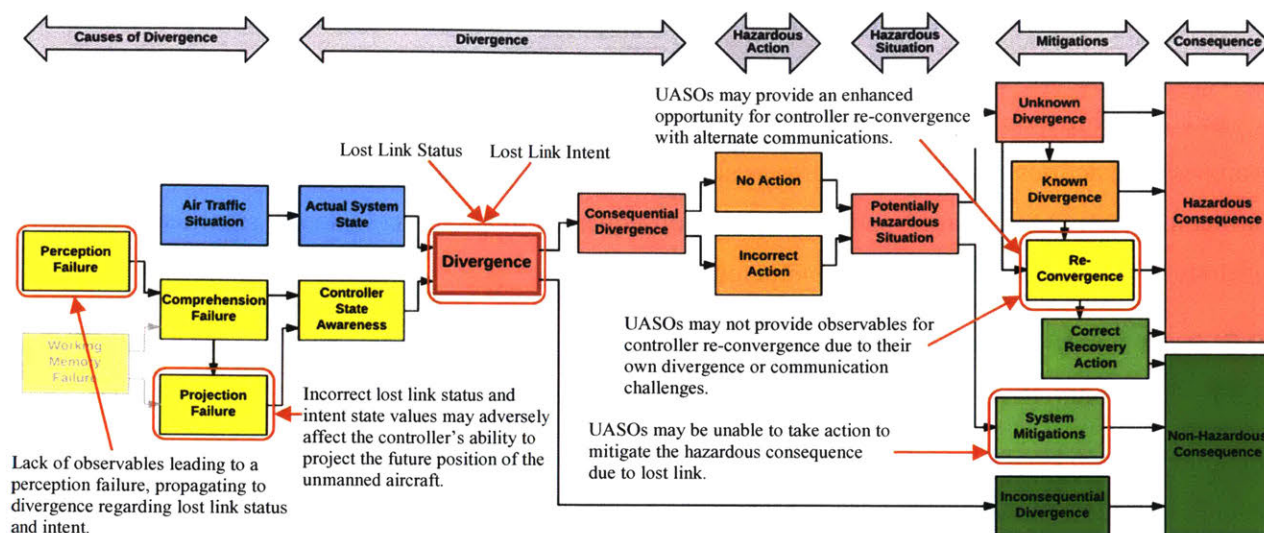 Causes of Divergence
Divergence
Hazardous
Action
Hazardous
Situation
Mitigations
Consequence
UASOs may provide an enhanced
opportunity for controller re-convergence
with alternate communications.
Unknown
Divergence
Lost Link Status
Lost Link Intent
No Action
Known
Divergence
Air Traffic
Situation
Actual System
State
Consequential
Divergence
Potentially
Hazardous
Situation
Hazardous
Consequence
Perception
Failure
Divergence
Incorrect
Action
Re-
Convergence
Comprehension
Failure
Controller
State
Awareness
UASOs may not provide observables for
controller re-convergence due to their
own divergence or communication
challenges.
Correct
Recovery
Action
Working
Memory
Failure
Projection
Failure
Incorrect lost link status and
intent state values may adversely
affect the controller's ability to
project the future position of the
unmanned aircraft.
UASOs may be unable to take action to
mitigate the hazardous consequence
due to lost link.
System
Mitigations
Non-Hazardous
Consequence
Lack of observables leading to a
perception failure, propagating to
divergence regarding lost link status
and intent.
Inconsequential
Divergence